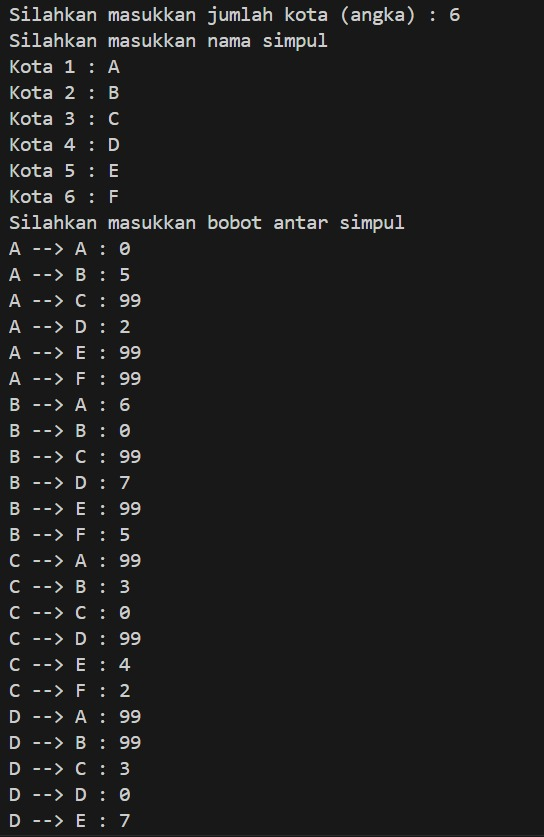 Silahkan masukkan jumlah kota (angka) : 6
Silahkan masukkan nama simpul
Kota 1 : A
Kota 2 : B
Kota 3 : C
Kota 4 : D
Kota 5 : E
Kota 6 : F
Silahkan masukkan bobot antar simpul
A --> A : 0
A --> B : 5
A --> C : 99
A --> D : 2
A --> E : 99
A --> F : 99
B --> A : 6
B --> B : 0
B --> C : 99
B --> D : 7
B --> E : 99
B --> F : 5
C --> A : 99
C --> B : 3
C --> C : 0
C --> D : 99
C --> E : 4
C --> F : 2
D --> A : 99
D --> B : 99
D --> C : 3
D --> D : 0
D --> E : 7